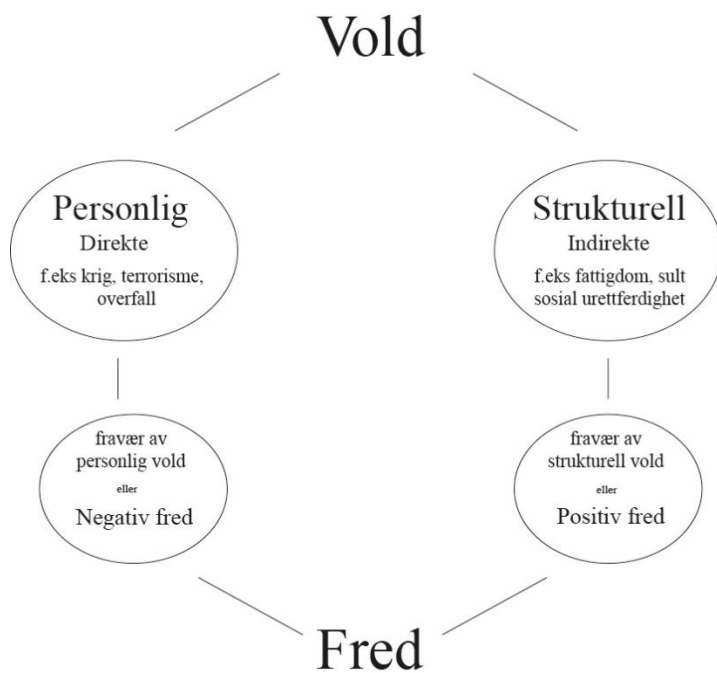 Vold
Personlig
Direkte
f.eks krig, terrorisme,
overfall
Strukturell
Indirekte
f.eks fattigdom, sult
sosial urettferdighet
fravær av
personlig vold
eller
Negativ fred
fravær av
strukturell vold
eller
Positiv fred
Fred